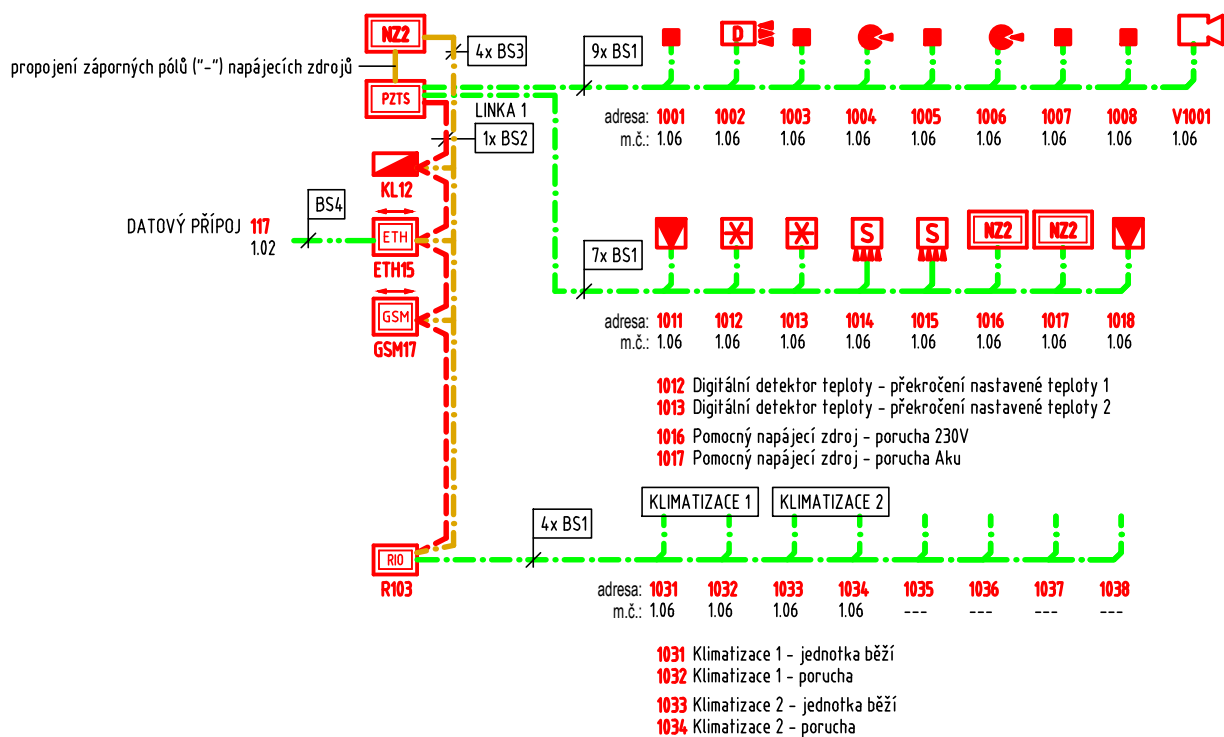 NZ2
4x BS3
9x BS1
D
propojení záporných pólů ("-") napájecích zdrojů
PZTS
LINKA 1
1x BS2
adresa: 1001 1002 1003 1004 1005 1006 1007 1008 V1001
m.č.: 1.06 1.06 1.06 1.06 1.06 1.06 1.06 1.06 1.06
KL12
BS4
DATOVÝ PŘÍPOJ 117
1.02
ETH
ETH15
GSM
GSM17
7x BS1
S
S
NZ2
NZ2
adresa: 1011 1012 1013 1014 1015 1016 1017 1018
m.č.: 1.06 1.06 1.06 1.06 1.06 1.06 1.06 1.06
1012 Digitální detektor teploty - překročení nastavené teploty 1
1013 Digitální detektor teploty - překročení nastavené teploty 2
1016 Pomocný napájecí zdroj - porucha 230V
1017 Pomocný napájecí zdroj - porucha Aku
KLIMATIZACE 1
KLIMATIZACE 2
4x BS1
RIO
R103
adresa: 1031 1032 1033 1034 1035 1036 1037 1038
m.č.: 1.06 1.06 1.06 1.06 --- --- --- ---
1031 Klimatizace 1 - jednotka běží
1032 Klimatizace 1 - porucha
1033 Klimatizace 2 - jednotka běží
1034 Klimatizace 2 - porucha